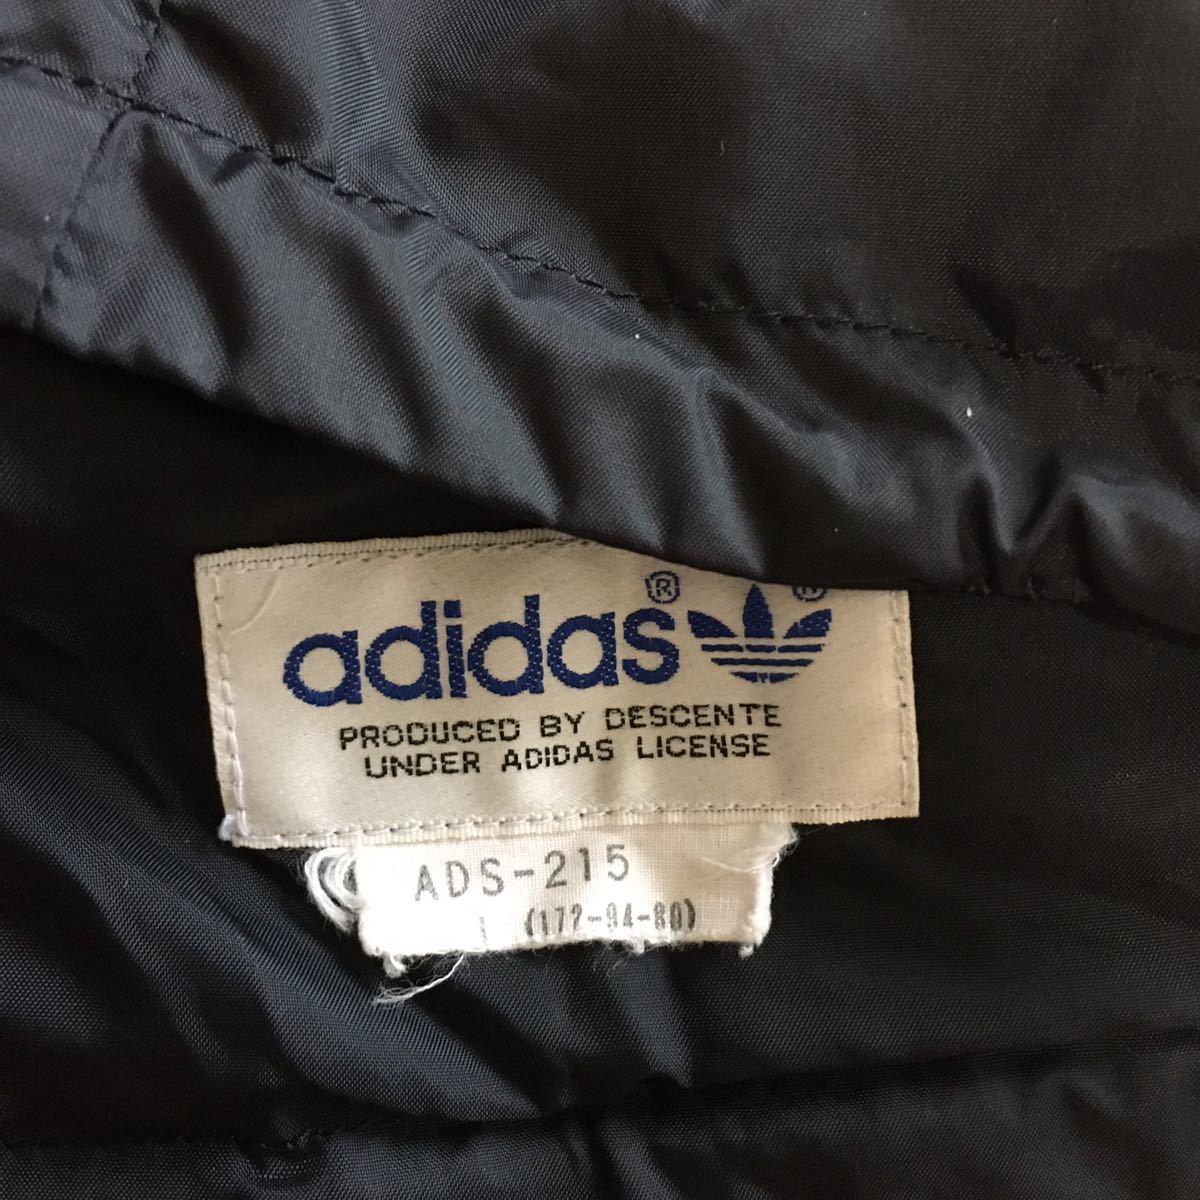 adidas®
PRODUCED BY DESCENTE
UNDER ADIDAS LICENSE
ADS-215
(172-94-80)